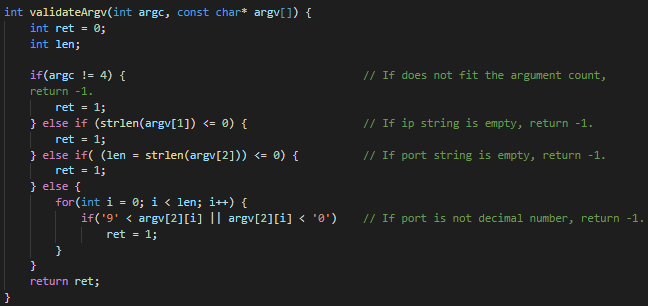 int validateArgv(int argc, const char* argv[]) {
    int ret = 0;
    int len;

    if(argc != 4) {                                      // If does not fit the argument count,
    return -1.
        ret = 1;
    } else if (strlen(argv[1]) <= 0) {                   // If ip string is empty, return -1.
        ret = 1;
    } else if( (len = strlen(argv[2])) <= 0) {           // If port string is empty, return -1.
        ret = 1;
    } else {
        for(int i = 0; i < len; i++) {
            if('9' < argv[2][i] || argv[2][i] < '0')     // If port is not decimal number, return -1.
                ret = 1;
        }
    }
    return ret;
}